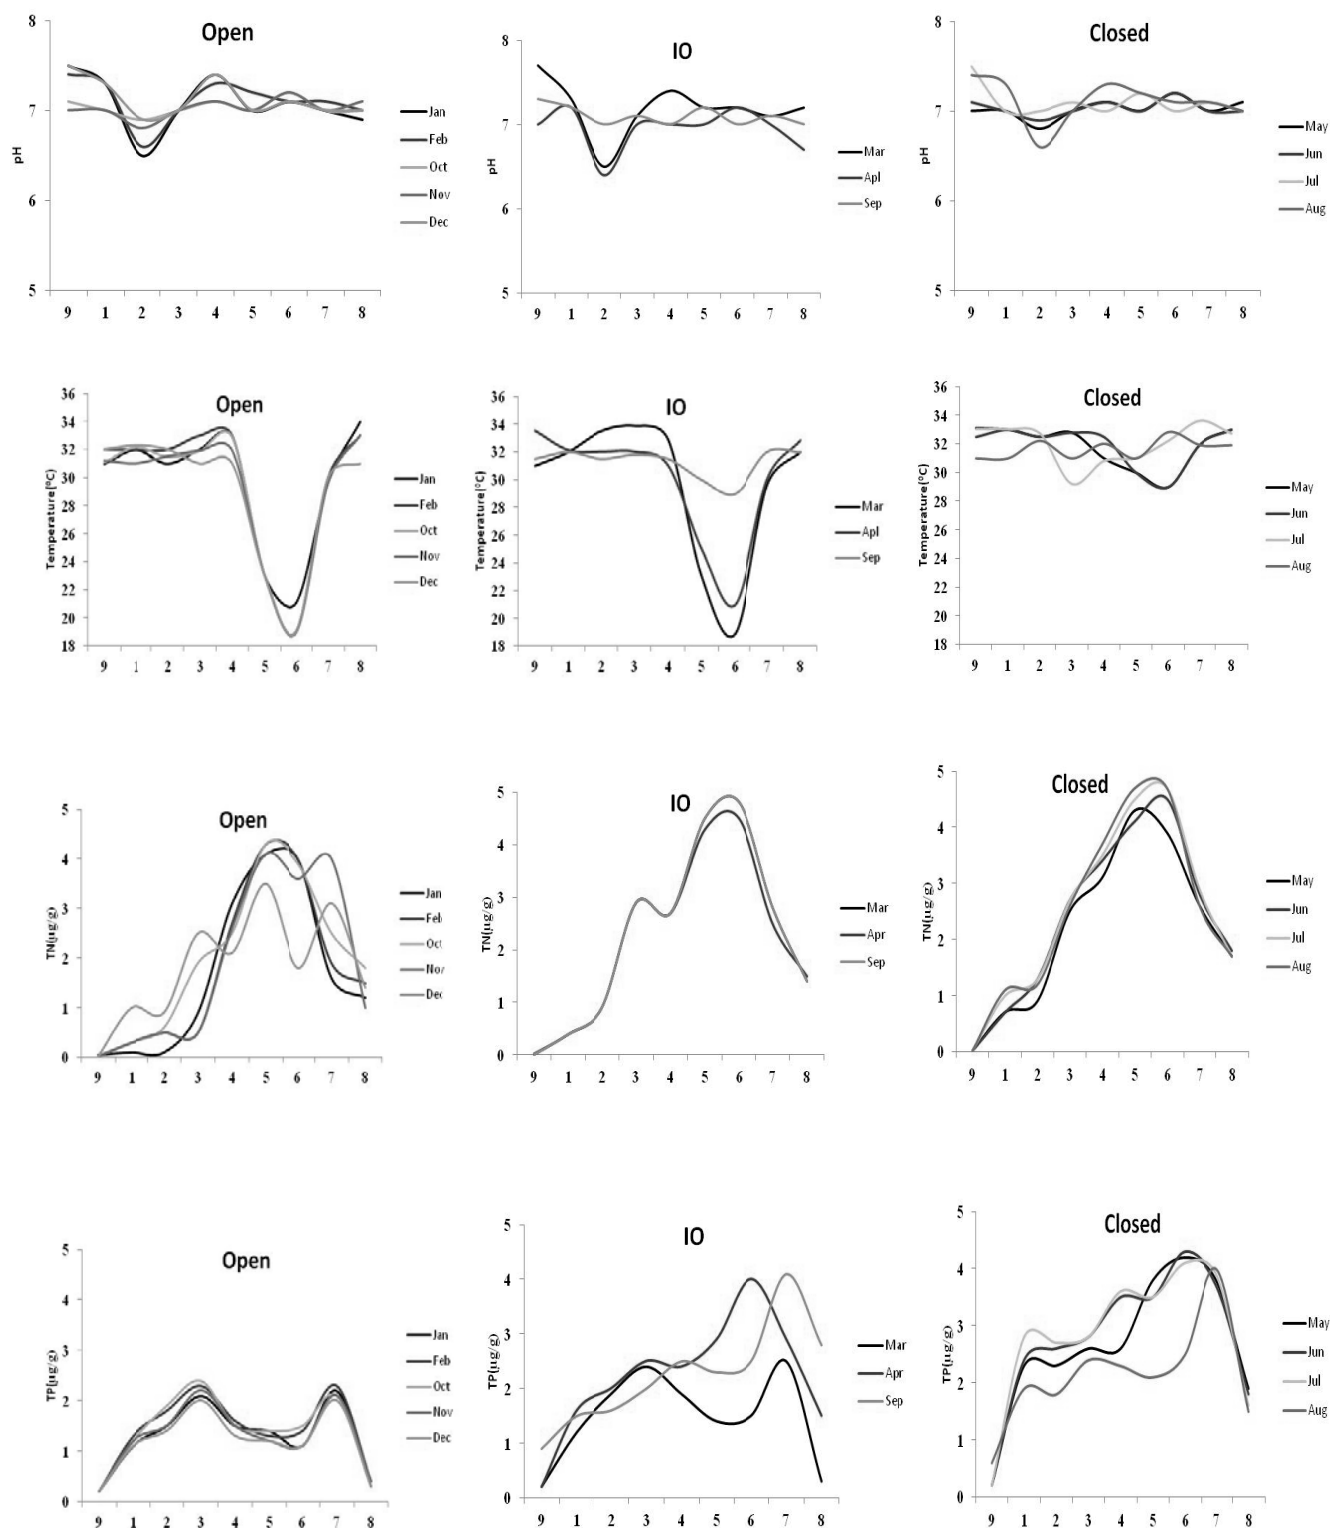 Open
8
7
6
5
pH
9 1 2 3 4 5 6 7 8
Jan
Feb
Oct
Nov
Dec
IO
8
7
6
5
pH
9 1 2 3 4 5 6 7 8
Mar
Apl
Sep
Closed
8
7
6
5
pH
9 1 2 3 4 5 6 7 8
May
Jun
Jul
Aug
Open
36
34
32
30
28
26
24
22
20
18
Temperature(°C)
9 1 2 3 4 5 6 7 8
Jan
Feb
Oct
Nov
Dec
IO
36
34
32
30
28
26
24
22
20
18
Temperature(°C)
9 1 2 3 4 5 6 7 8
Mar
Apl
Sep
Closed
36
34
32
30
28
26
24
22
20
18
Temperature(°C)
9 1 2 3 4 5 6 7 8
May
Jun
Jul
Aug
Open
5
4
3
2
1
0
TN(µg/g)
9 1 2 3 4 5 6 7 8
Jan
Feb
Oct
Nov
Dec
IO
5
4
3
2
1
0
TN(µg/g)
9 1 2 3 4 5 6 7 8
Mar
Apr
Sep
Closed
5
4
3
2
1
0
TN(µg/g)
9 1 2 3 4 5 6 7 8
May
Jun
Jul
Aug
Open
5
4
3
2
1
0
TP(µg/g)
9 1 2 3 4 5 6 7 8
Jan
Feb
Oct
Nov
Dec
IO
5
4
3
2
1
0
TP(µg/g)
9 1 2 3 4 5 6 7 8
Mar
Apr
Sep
Closed
5
4
3
2
1
0
TP(µg/g)
9 1 2 3 4 5 6 7 8
May
Jun
Jul
Aug